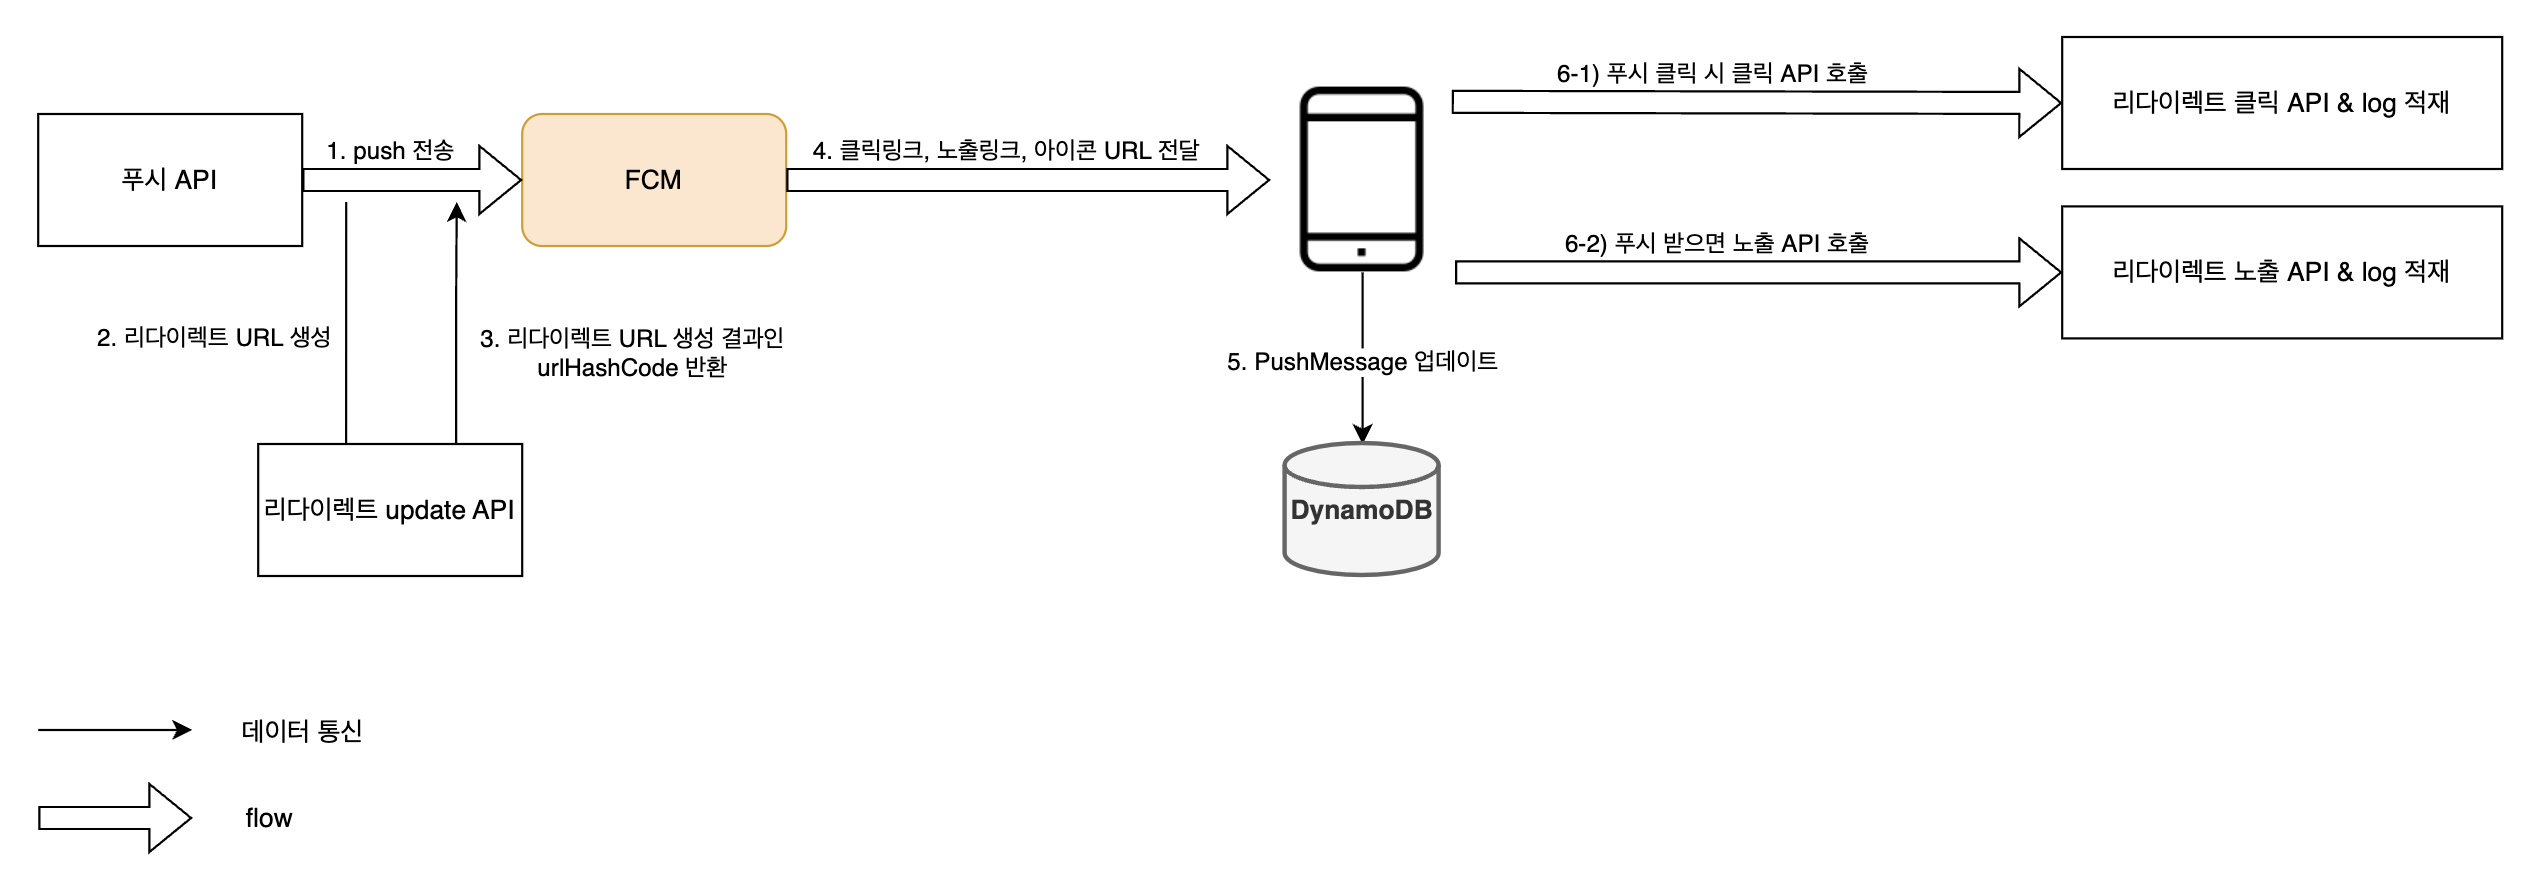 푸시 API
1. push 전송
FCM
4. 클릭링크, 노출링크, 아이콘 URL 전달
6-1) 푸시 클릭 시 클릭 API 호출
리다이렉트 클릭 API & log 적재
6-2) 푸시 받으면 노출 API 호출
리다이렉트 노출 API & log 적재
2. 리다이렉트 URL 생성
3. 리다이렉트 URL 생성 결과인
urlHashCode 반환
5. PushMessage 업데이트
리다이렉트 update API
DynamoDB
데이터 통신
flow